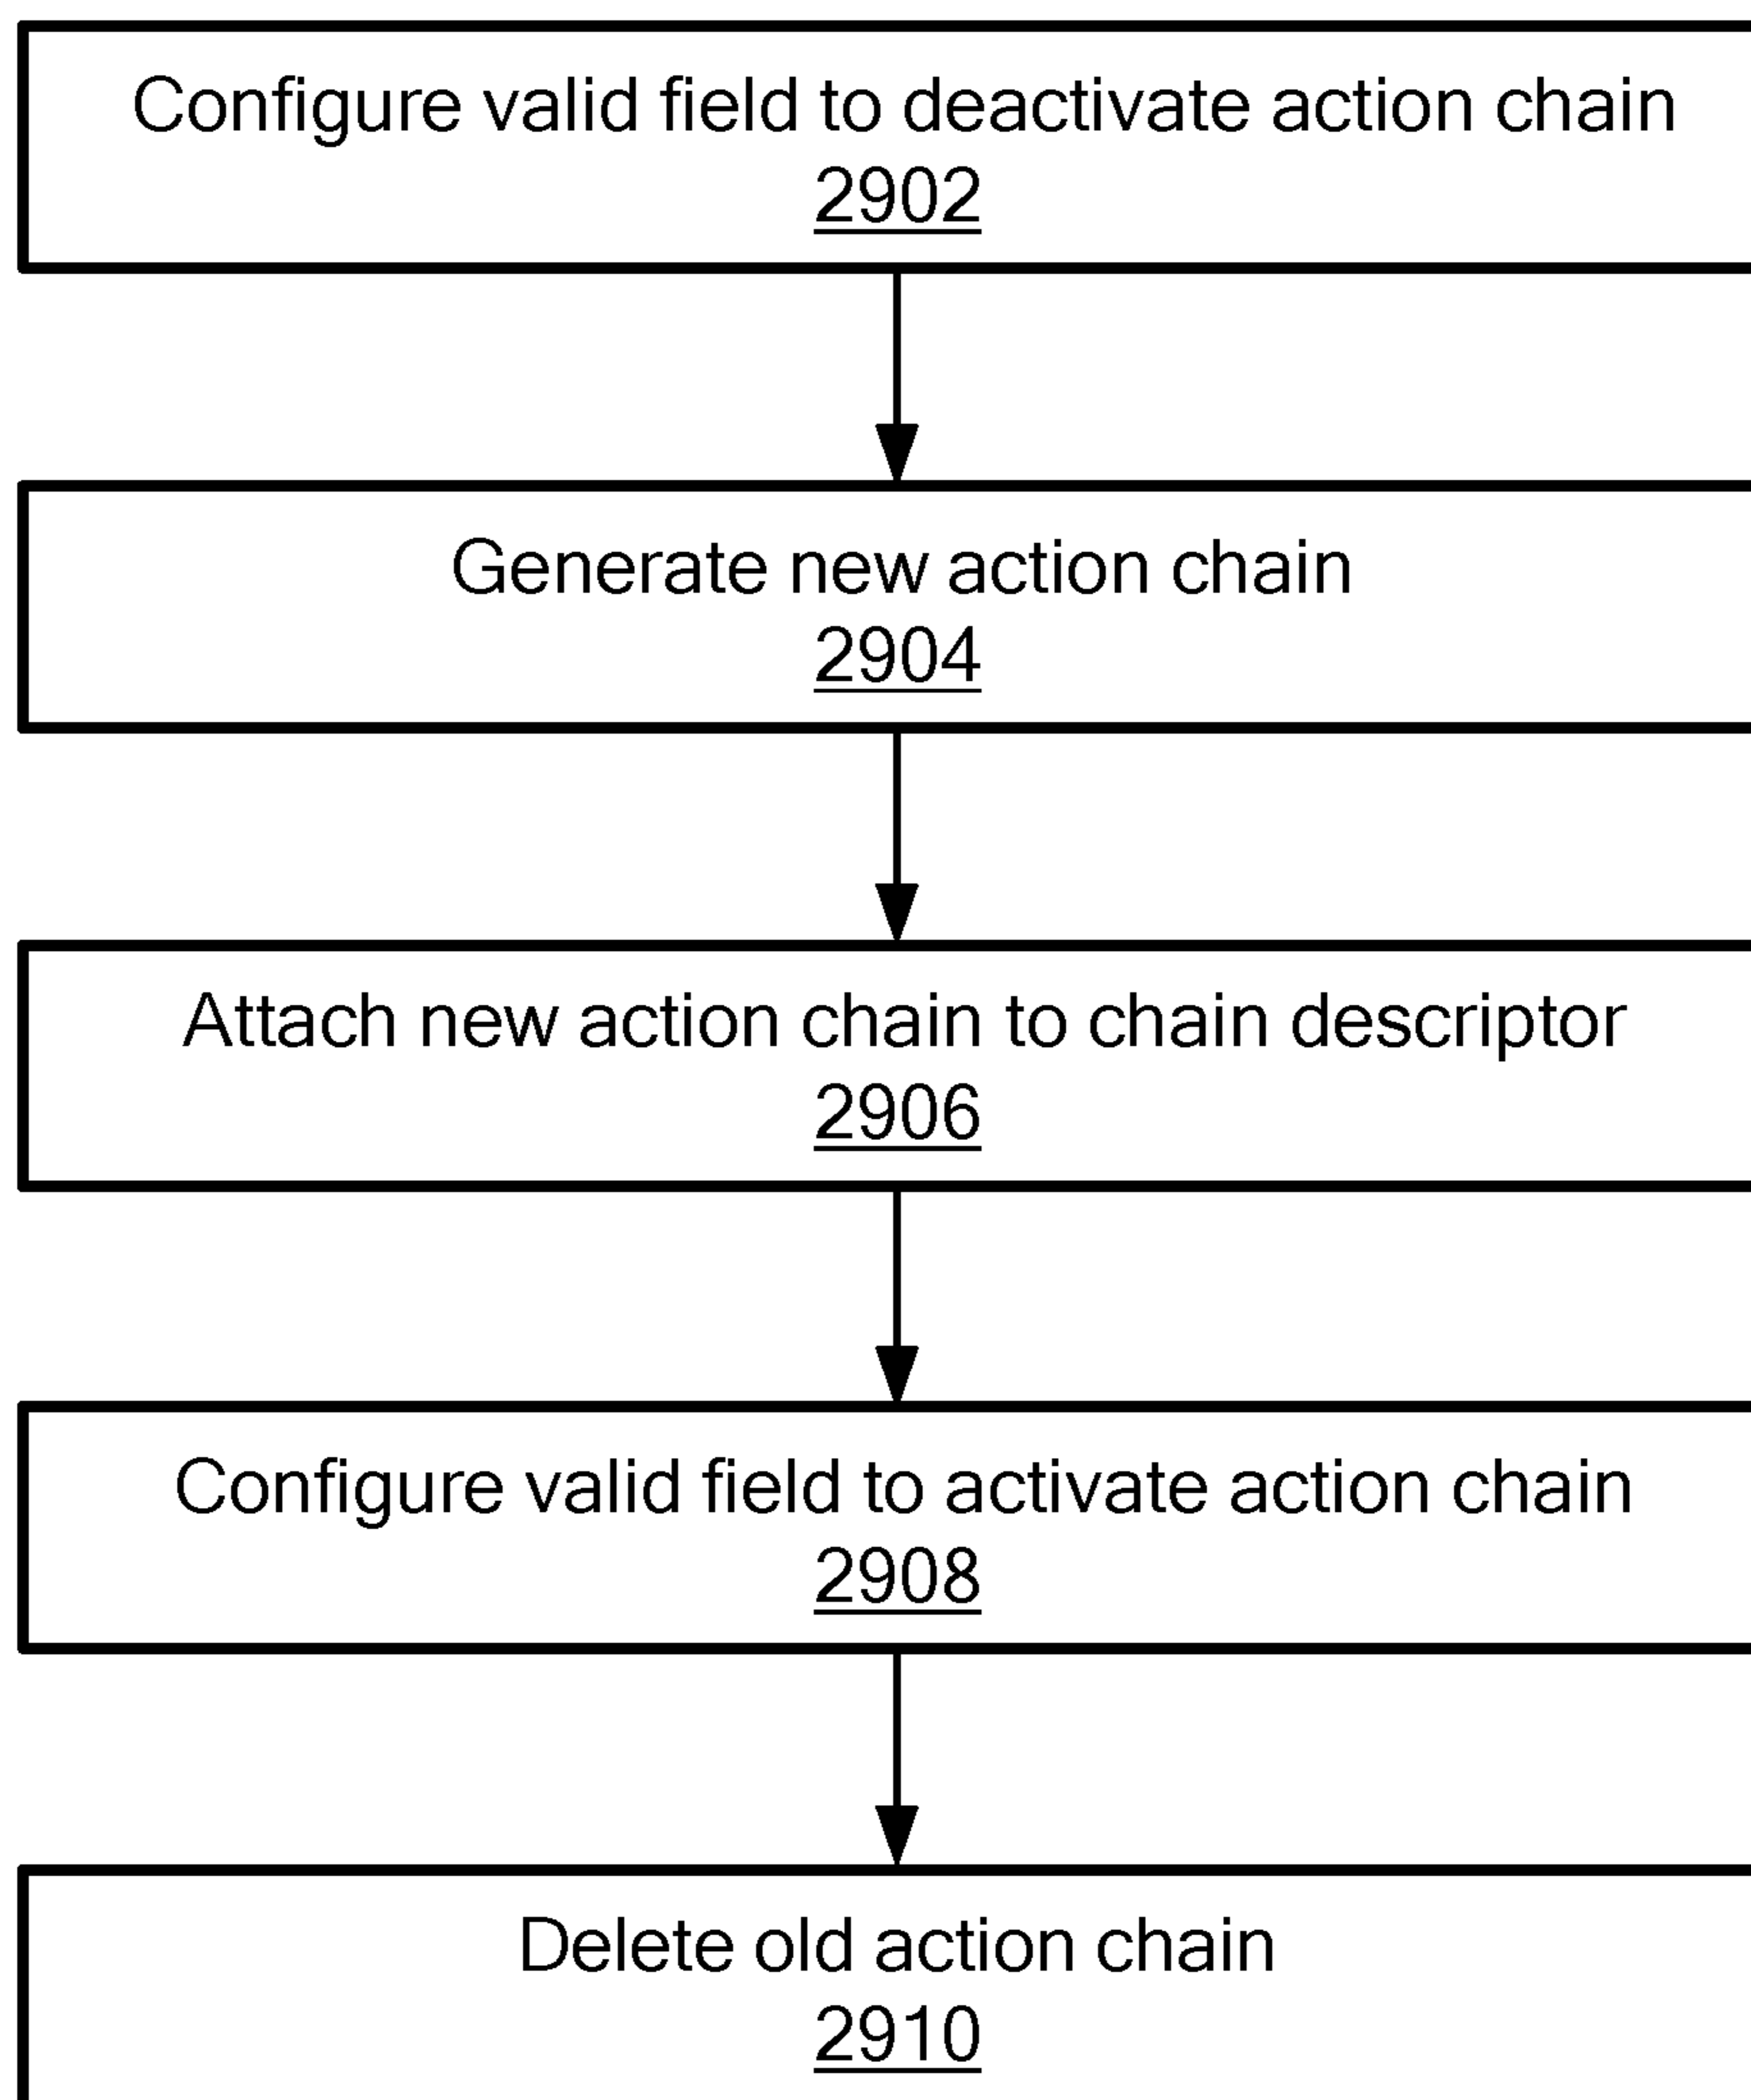 Configure valid field to deactivate action chain
2902
Generate new action chain
2904
Attach new action chain to chain descriptor
2906
Configure valid field to activate action chain
2908
Delete old action chain
2910